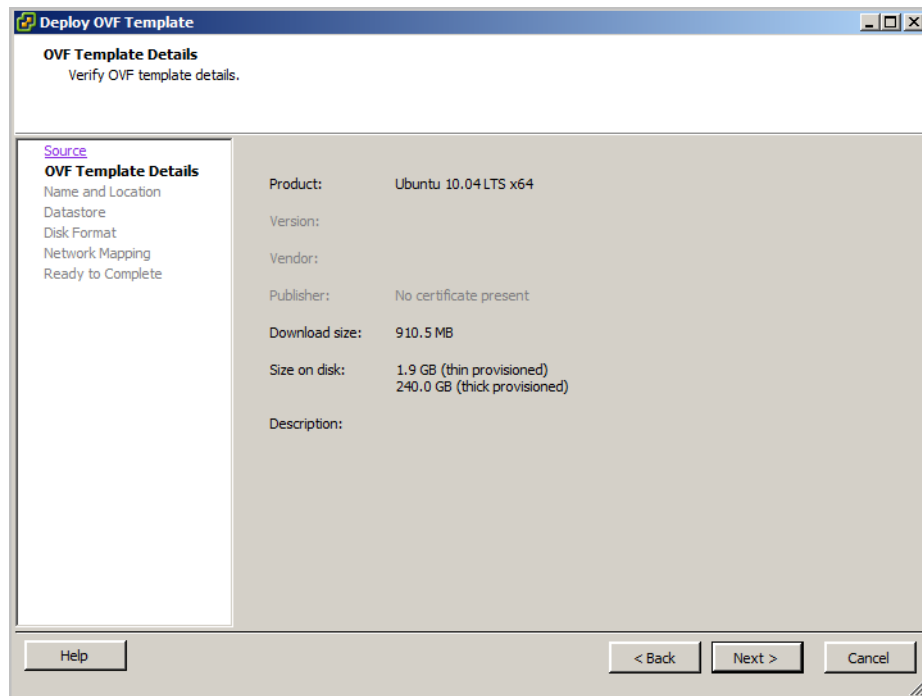 Deploy OVF Template
OVF Template Details
Verify OVF template details.
Source
OVF Template Details
Name and Location
Datastore
Disk Format
Network Mapping
Ready to Complete
Product: Ubuntu 10.04 LTS x64
Version:
Vendor:
Publisher: No certificate present
Download size: 910.5 MB
Size on disk: 1.9 GB (thin provisioned)
240.0 GB (thick provisioned)
Description:
Help
< Back
Next >
Cancel